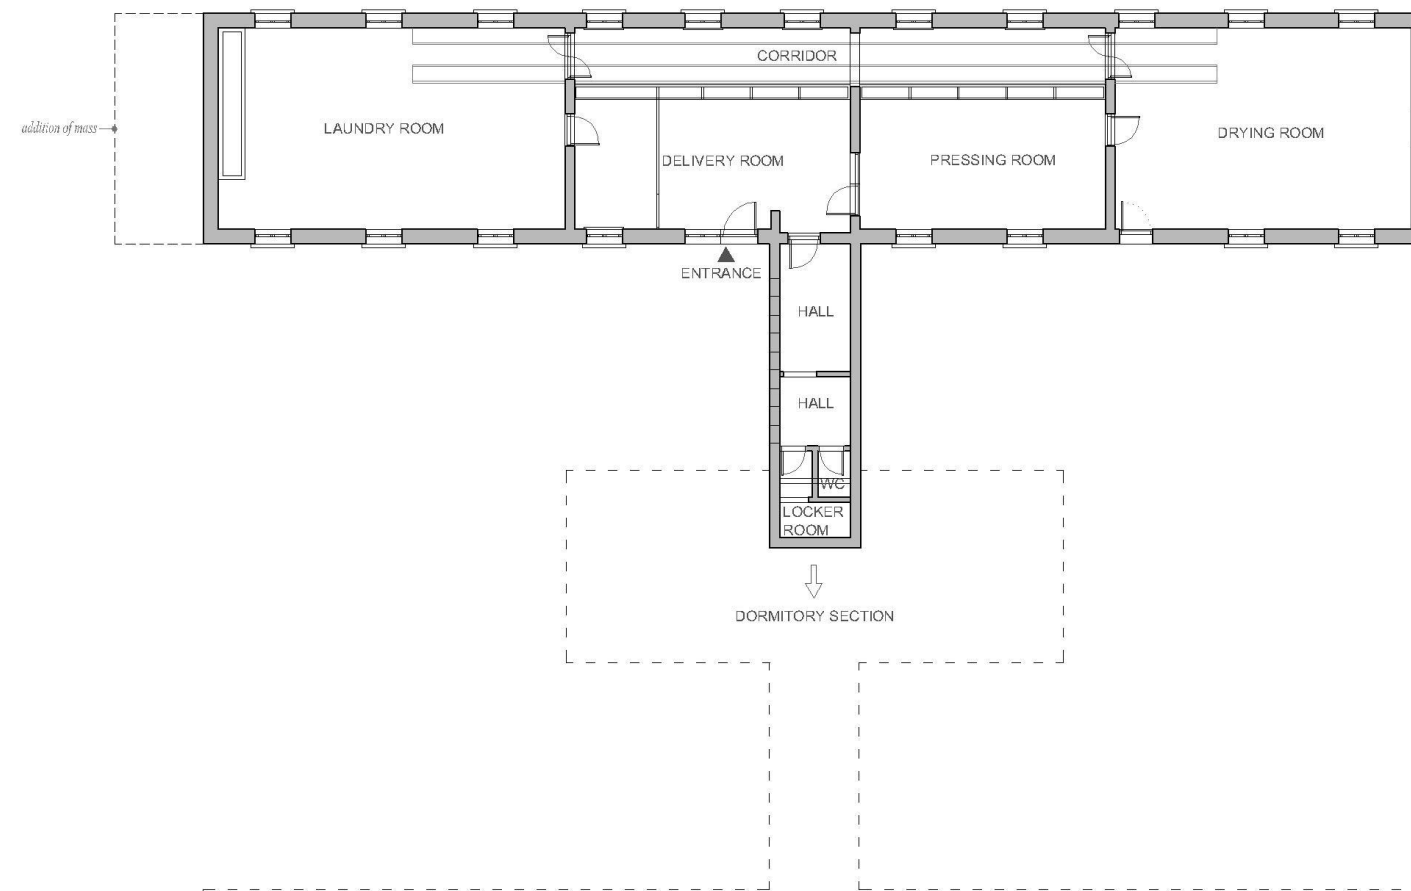 CORRIDOR
addition of mass
LAUNDRY ROOM
DELIVERY ROOM
PRESSING ROOM
DRYING ROOM
ENTRANCE
HALL
HALL
WC
LOCKER
ROOM
DORMITORY SECTION